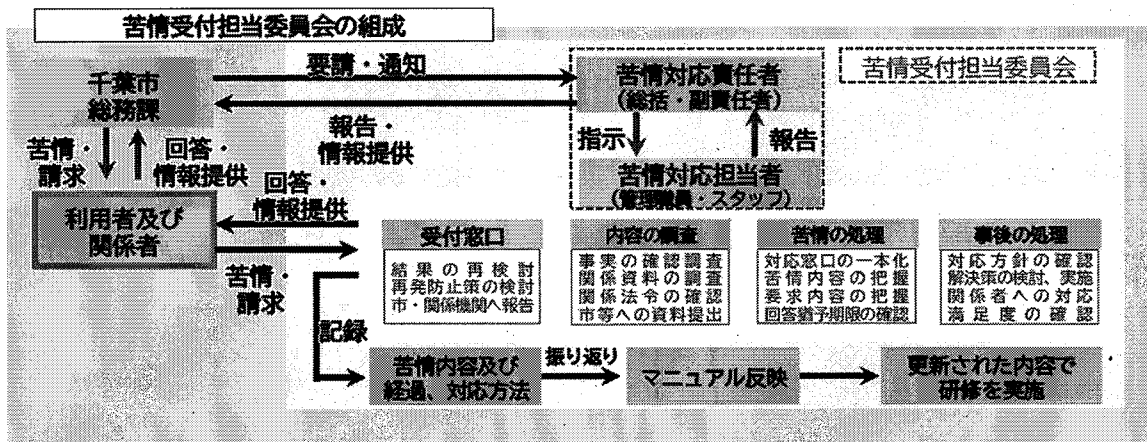 苦情受付担当委員会の組成
千葉市
総務課
要請・通知
報告・
情報提供
苦情対応責任者
(総括・副責任者)
苦情受付担当委員会
指示
報告
苦情対応担当者
(管理職員・スタッフ)
苦情・
請求
回答・
情報提供
利用者及び
関係者
回答・
情報提供
苦情・
請求
受付窓口
結果の再検討
再発防止策の検討
市・関係機関へ報告
内容の調査
事実の確認調査
関係資料の調査
関係法令の確認
市等への資料提出
苦情の処理
対応窓口の一本化
苦情内容の把握
要求内容の把握
回答猶予期限の確認
事後の処理
対応方針の確認
解決策の検討、実施
関係者への対応
満足度の確認
記録
苦情内容及び
経過、対応方法
振り返り
マニュアル反映
更新された内容で
研修を実施